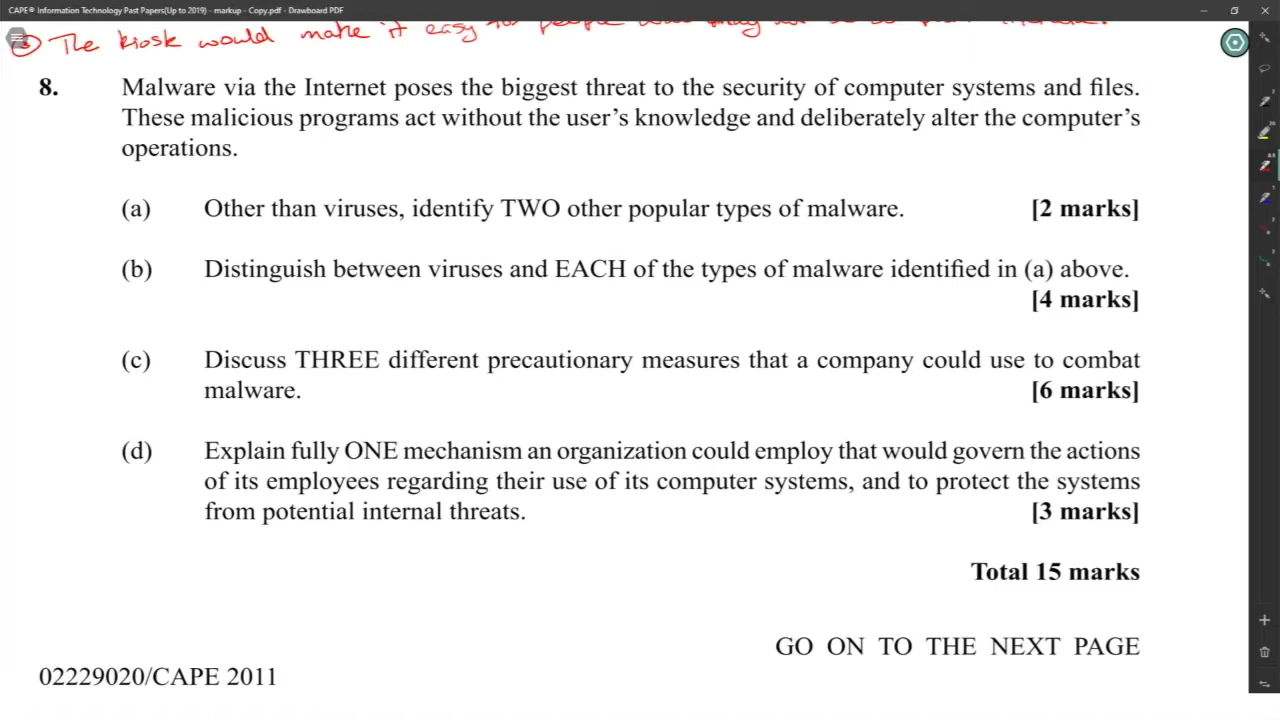 CAPE® Information Technology Past Papers(Up to 2019) - markup - Copy.pdf - Drawboard PDF
③ The kiosk would make it easy for people who may
8. Malware via the Internet poses the biggest threat to the security of computer systems and files.
These malicious programs act without the user's knowledge and deliberately alter the computer's
operations.
(a) Other than viruses, identify TWO other popular types of malware. [2 marks]
(b) Distinguish between viruses and EACH of the types of malware identified in (a) above.
[4 marks]
(c) Discuss THREE different precautionary measures that a company could use to combat
malware. [6 marks]
(d) Explain fully ONE mechanism an organization could employ that would govern the actions
of its employees regarding their use of its computer systems, and to protect the systems
from potential internal threats. [3 marks]
Total 15 marks
GO ON TO THE NEXT PAGE
02229020/CAPE 2011